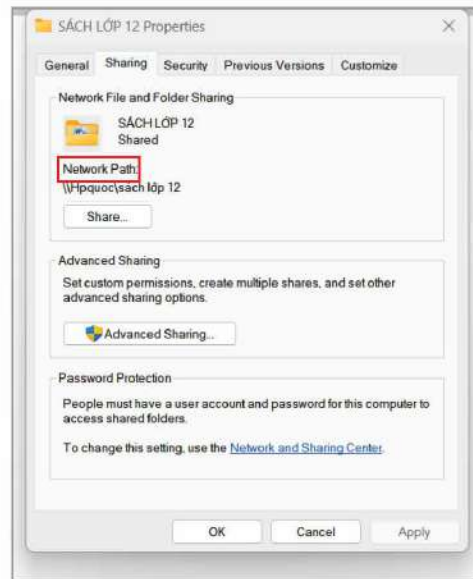 SÁCH LỚP 12 Properties
General Sharing Security Previous Versions Customize
Network File and Folder Sharing
SÁCH LỚP 12
Shared
Network Path:
\\Hpquoc\sách lớp 12
Share...
Advanced Sharing
Set custom permissions, create multiple shares, and set other
advanced sharing options.
Advanced Sharing...
Password Protection
People must have a user account and password for this computer to
access shared folders.
To change this setting, use the Network and Sharing Center.
OK Cancel Apply